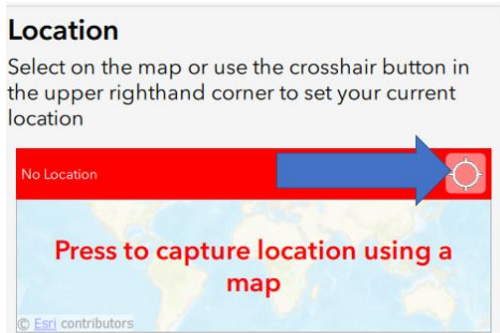 Location
Select on the map or use the crosshair button in
the upper righthand corner to set your current
location
No Location
Press to capture location using a
map
© Esri contributors